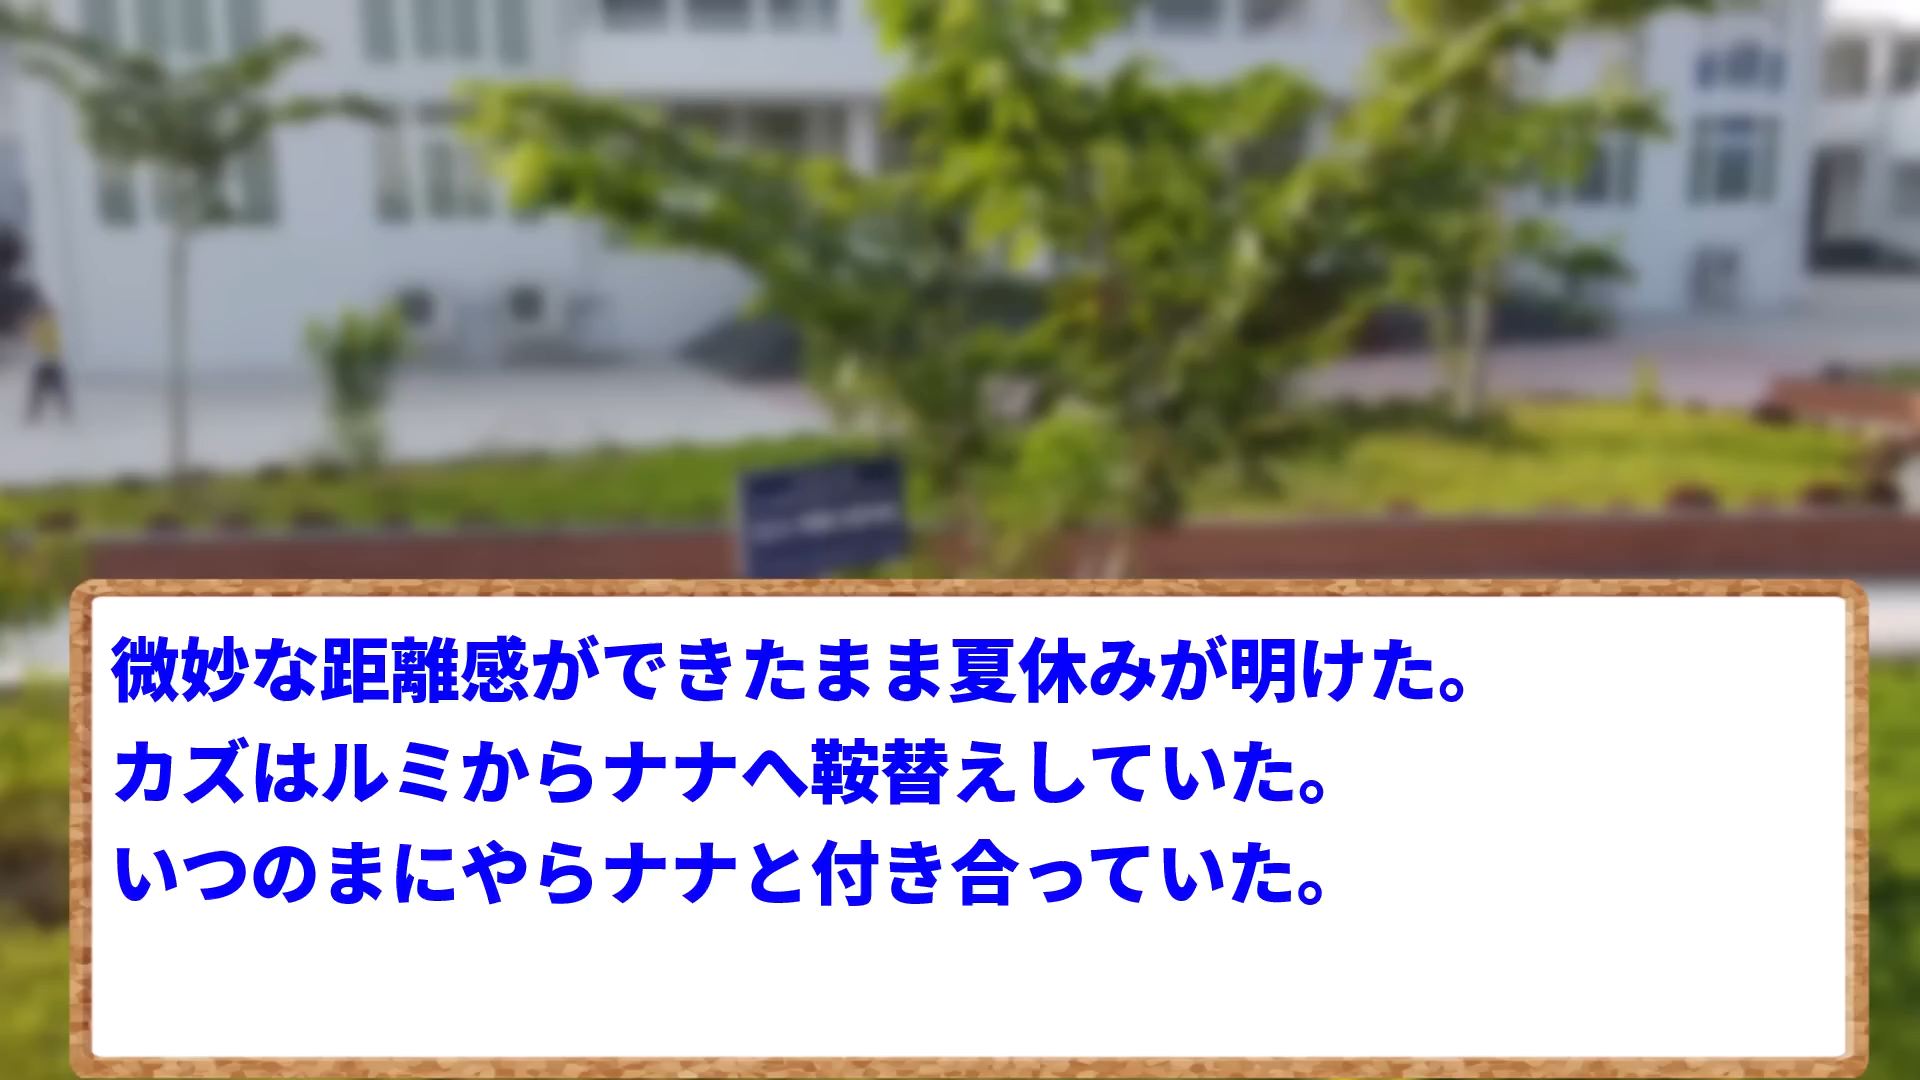 微妙な距離感ができたまま夏休みが明けた。
カズはルミからナナへ鞍替えしていた。
いつのまにやらナナと付き合っていた。